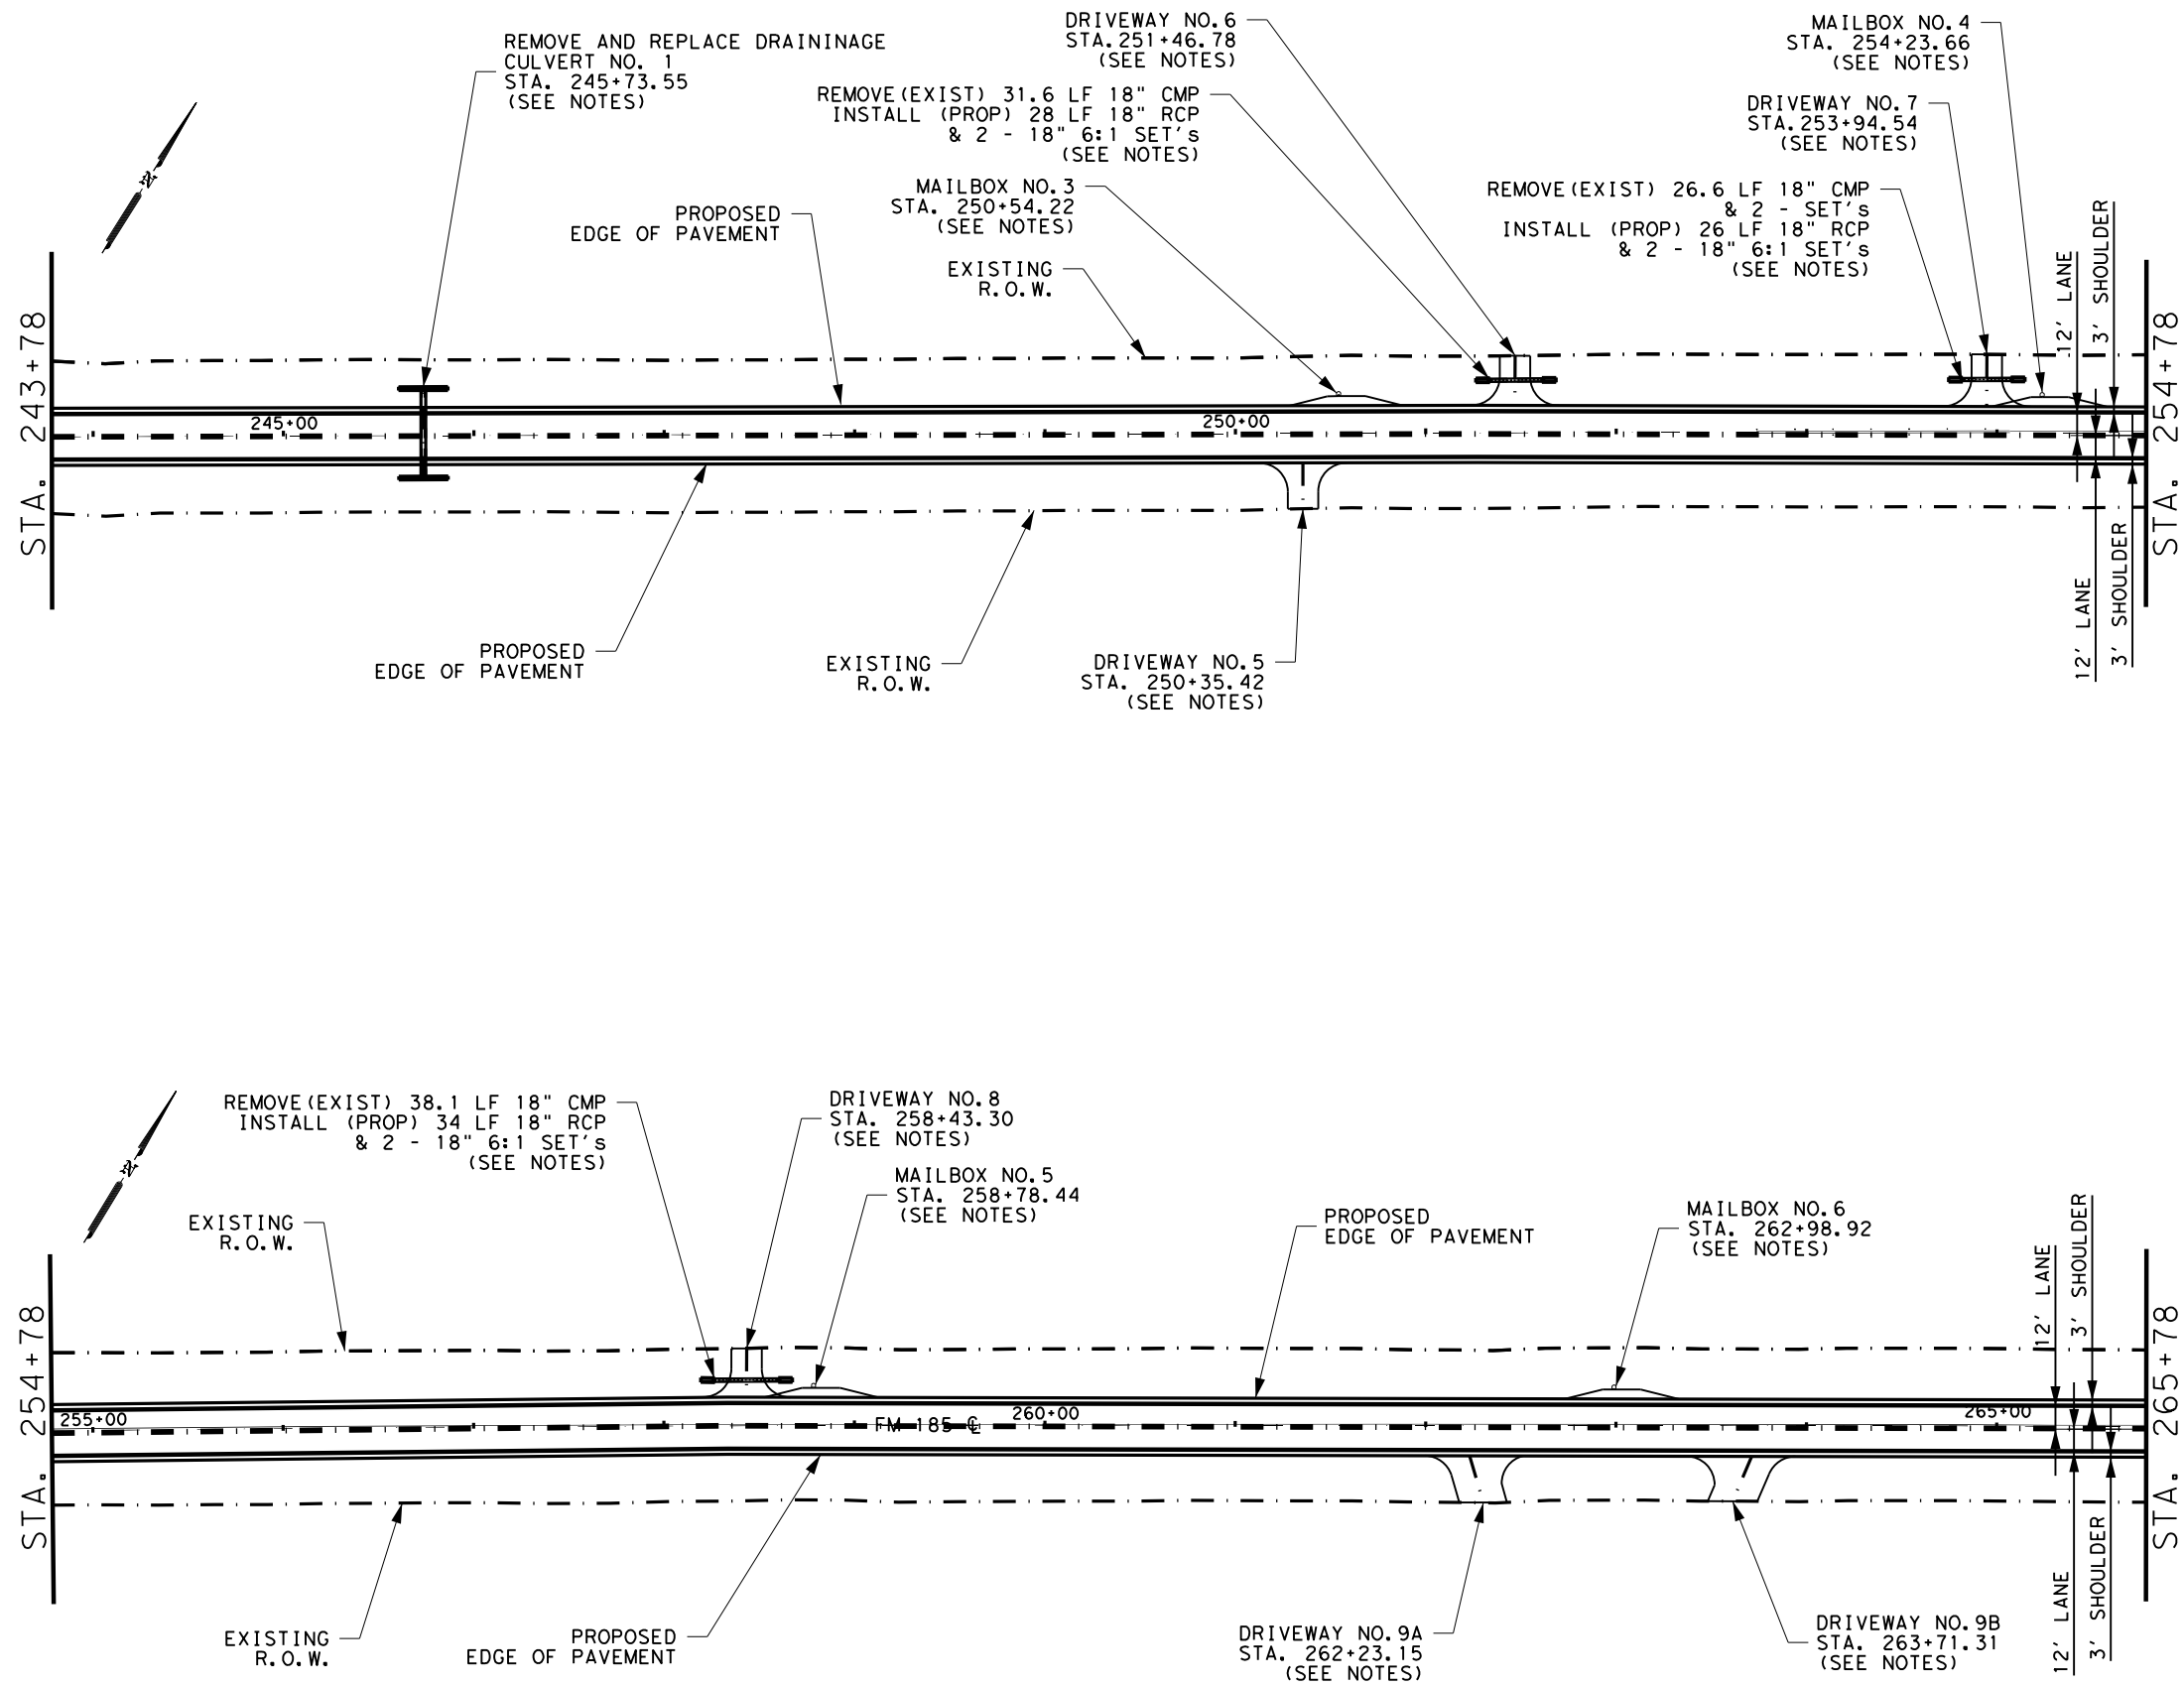 REMOVE AND REPLACE DRAININAGE
CULVERT NO. 1
STA. 245+73.55
(SEE NOTES)
DRIVEWAY NO.6
STA.251+46.78
(SEE NOTES)
MAILBOX NO.4
STA. 254+23.66
(SEE NOTES)
REMOVE(EXIST) 31.6 LF 18" CMP
INSTALL (PROP) 28 LF 18" RCP
& 2 - 18" 6:1 SET's
(SEE NOTES)
DRIVEWAY NO.7
STA.253+94.54
(SEE NOTES)
MAILBOX NO.3
STA. 250+54.22
(SEE NOTES)
REMOVE(EXIST) 26.6 LF 18" CMP
& 2 - SET's
INSTALL (PROP) 26 LF 18" RCP
& 2 - 18" 6:1 SET's
(SEE NOTES)
PROPOSED
EDGE OF PAVEMENT
EXISTING
R.O.W.
N
12' LANE
3' SHOULDER
STA. 243+78
245+00
250+00
STA. 254+78
12' LANE
3' SHOULDER
PROPOSED
EDGE OF PAVEMENT
EXISTING
R.O.W.
DRIVEWAY NO.5
STA. 250+35.42
(SEE NOTES)
REMOVE(EXIST) 38.1 LF 18" CMP
INSTALL (PROP) 34 LF 18" RCP
& 2 - 18" 6:1 SET's
(SEE NOTES)
DRIVEWAY NO.8
STA. 258+43.30
(SEE NOTES)
MAILBOX NO.5
STA. 258+78.44
(SEE NOTES)
N
EXISTING
R.O.W.
PROPOSED
EDGE OF PAVEMENT
MAILBOX NO.6
STA. 262+98.92
(SEE NOTES)
12' LANE
3' SHOULDER
STA. 254+78
255+00
FM 185 ℄
260+00
265+00
STA. 265+78
12' LANE
3' SHOULDER
EXISTING
R.O.W.
PROPOSED
EDGE OF PAVEMENT
DRIVEWAY NO.9A
STA. 262+23.15
(SEE NOTES)
DRIVEWAY NO.9B
STA. 263+71.31
(SEE NOTES)